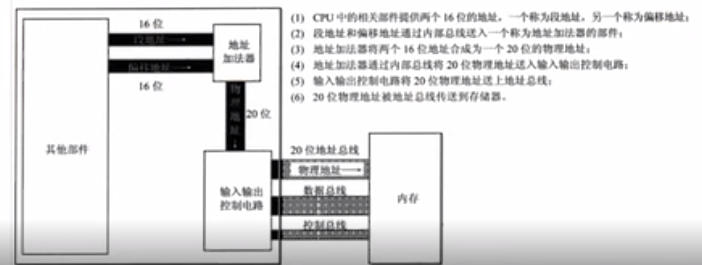 16 位
段地址
偏移地址
16 位
地址
加法器
物理地址
20 位
其他部件
输入输出
控制电路
20 位地址总线
物理地址
数据总线
控制总线
内存
(1) CPU 中的相关部件提供两个 16 位的地址，一个称为段地址，另一个称为偏移地址；
(2) 段地址和偏移地址通过内部总线送入一个称为地址加法器的部件；
(3) 地址加法器将两个 16 位地址合成为一个 20 位的物理地址；
(4) 地址加法器通过内部总线将 20 位物理地址送入输入输出控制电路；
(5) 输入输出控制电路将 20 位物理地址送上地址总线；
(6) 20 位物理地址被地址总线传送到存储器。